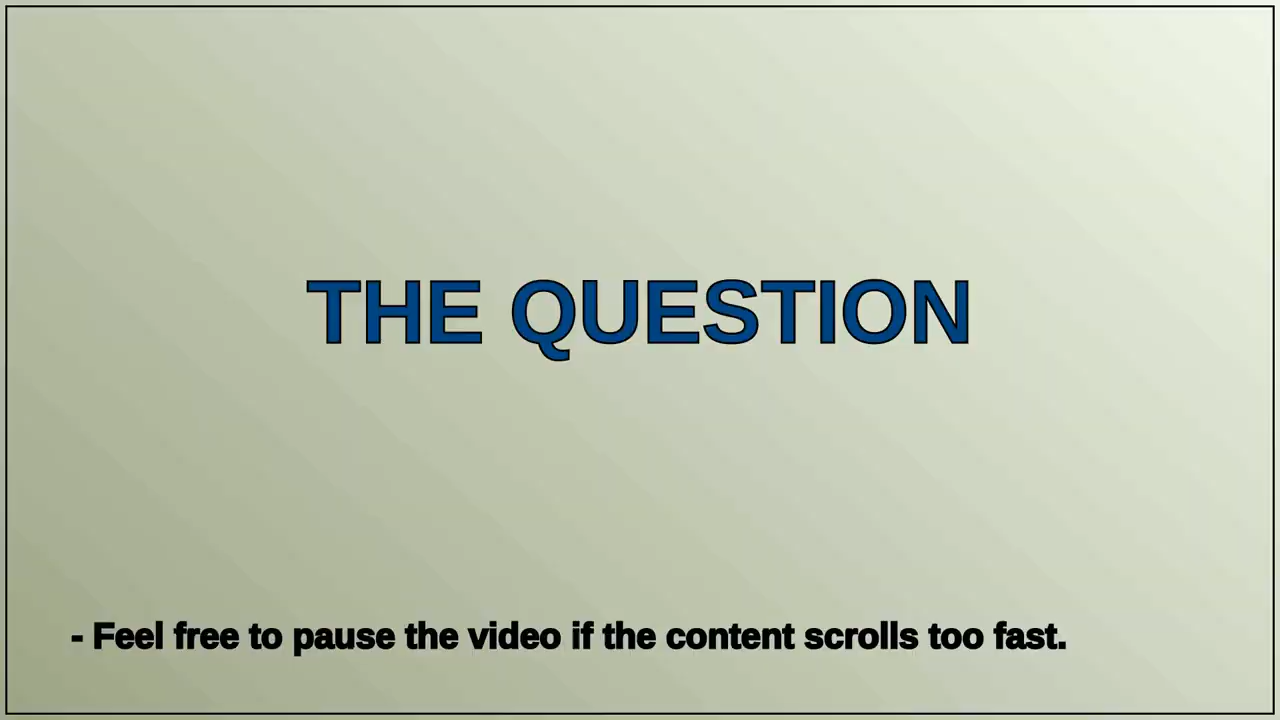 THE QUESTION
- Feel free to pause the video if the content scrolls too fast.